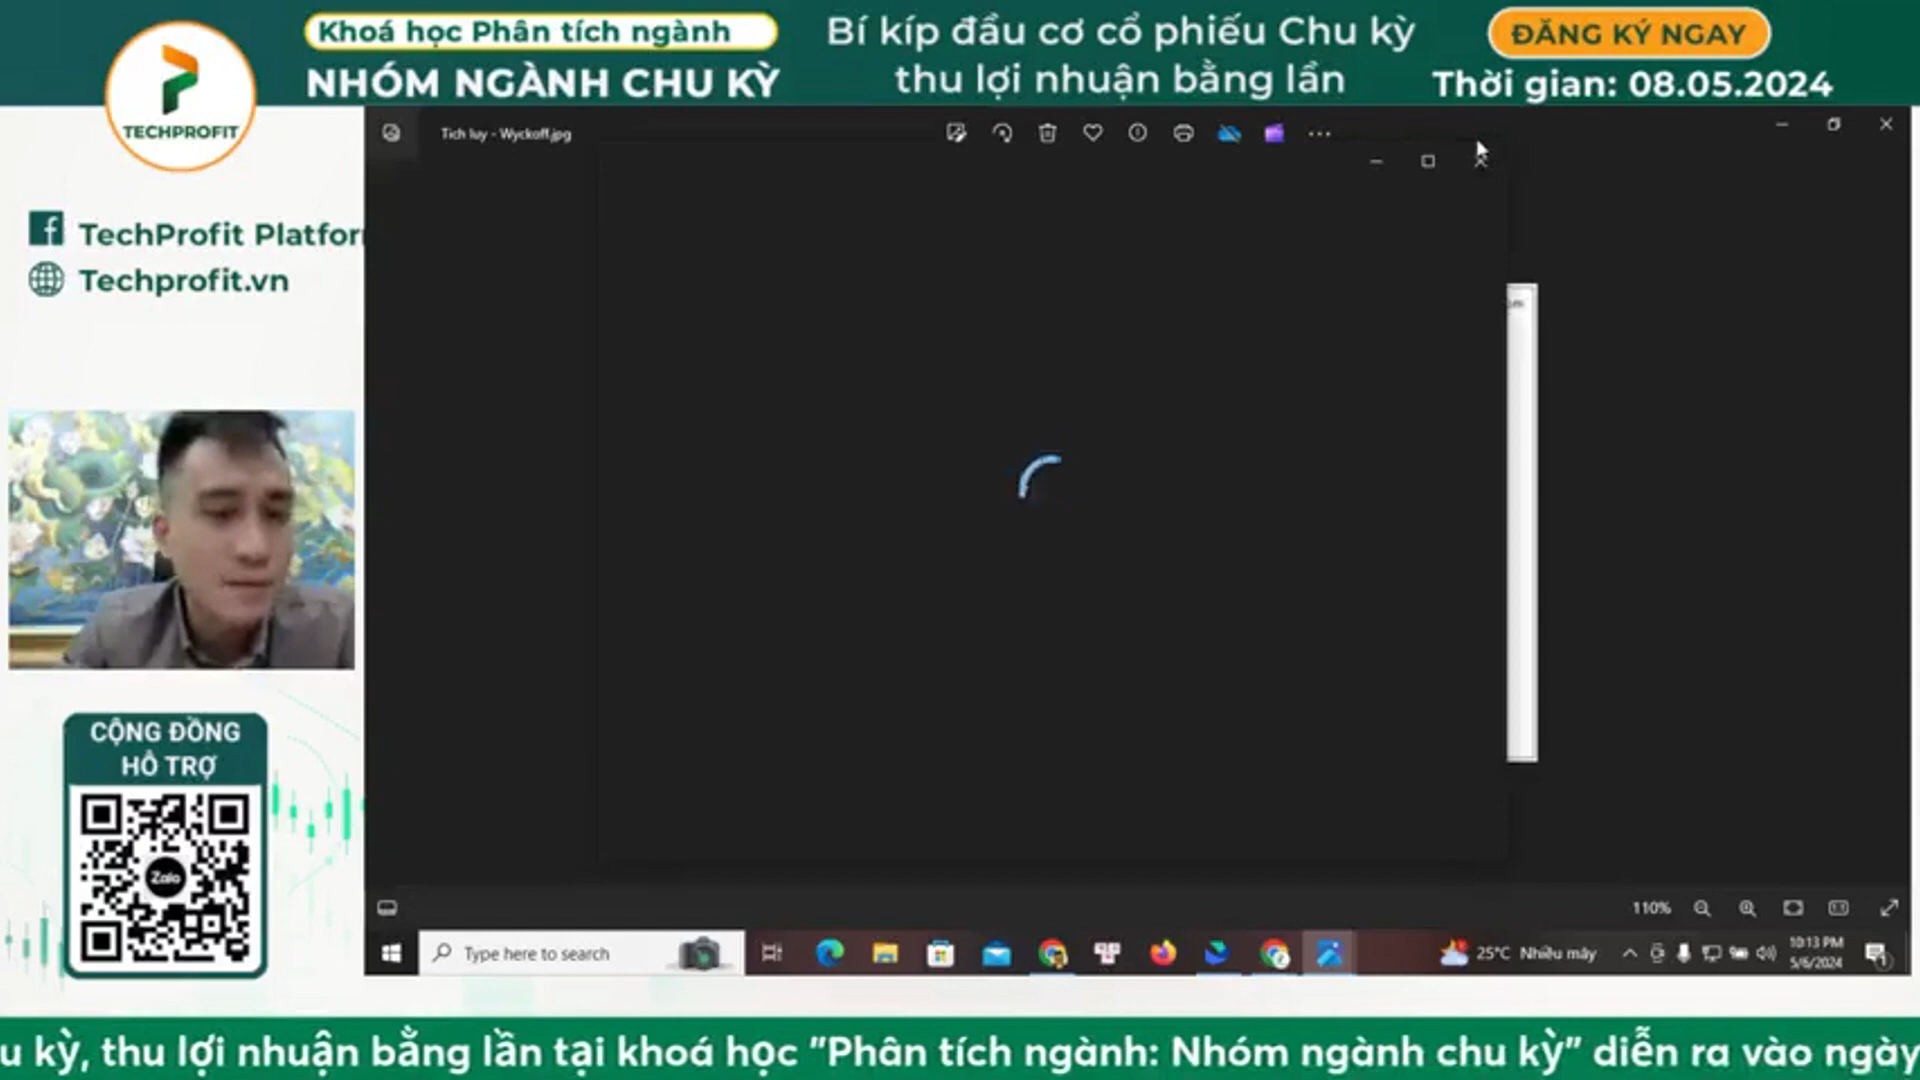 Khoá học Phân tích ngành
NHÓM NGÀNH CHU KỲ
Bí kíp đầu cơ cổ phiếu Chu kỳ
thu lợi nhuận bằng lần
ĐĂNG KÝ NGAY
Thời gian: 08.05.2024
TECHPROFIT
Tich luy - Wyckoff.jpg
TechProfit Platfor
Techprofit.vn
CỘNG ĐỒNG
HỖ TRỢ
Zalo
110%
Type here to search
25°C Nhiều mây
10:13 PM
5/6/2024
u kỳ, thu lợi nhuận bằng lần tại khoá học "Phân tích ngành: Nhóm ngành chu kỳ" diễn ra vào ngày